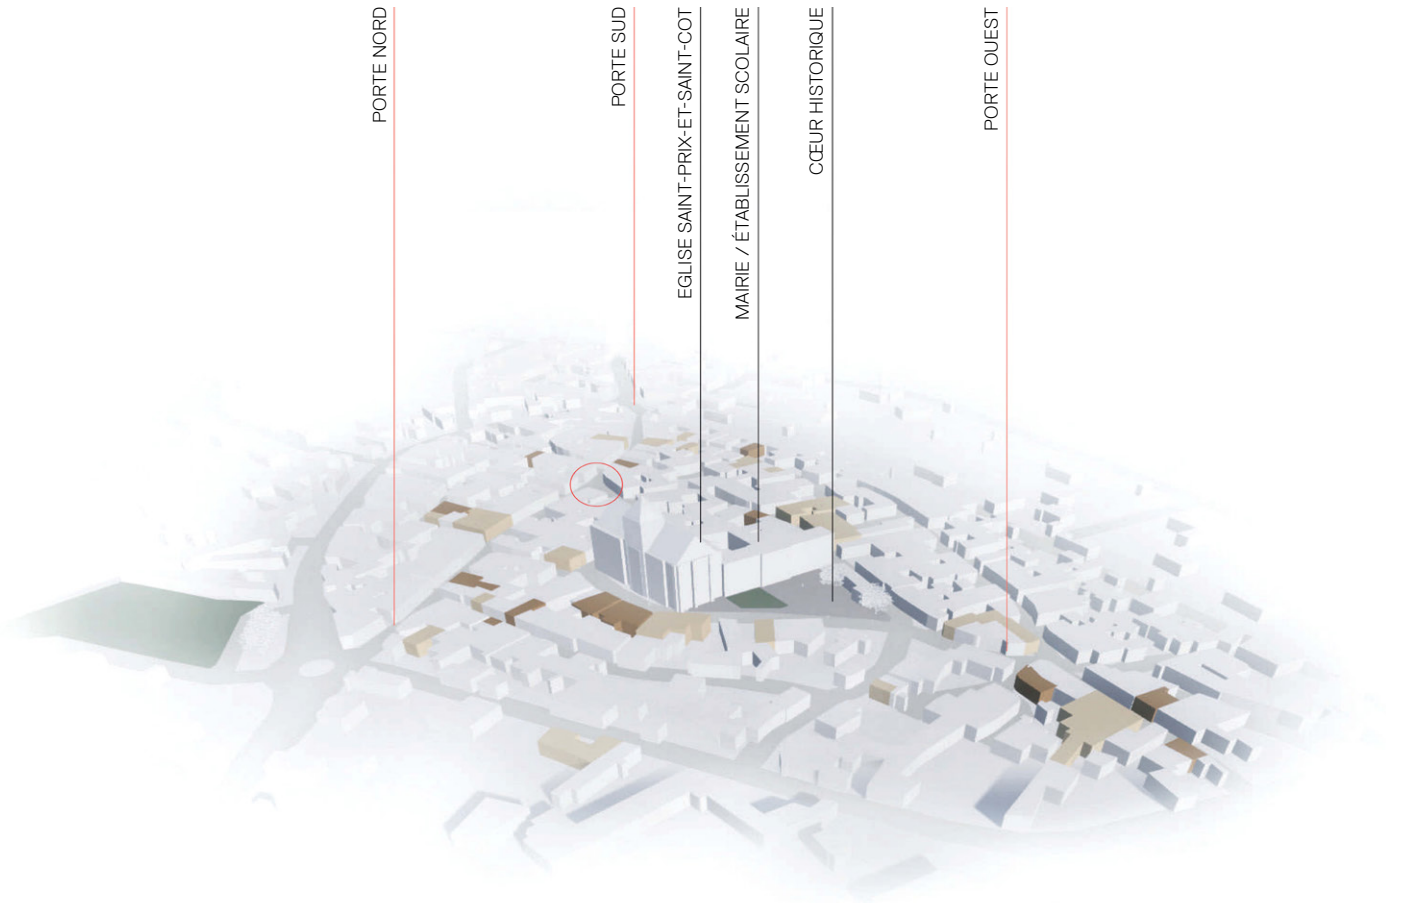 PORTE NORD
PORTE SUD
EGLISE SAINT-PRIX-ET-SAINT-COT
MAIRIE / ÉTABLISSEMENT SCOLAIRE
CŒUR HISTORIQUE
PORTE OUEST